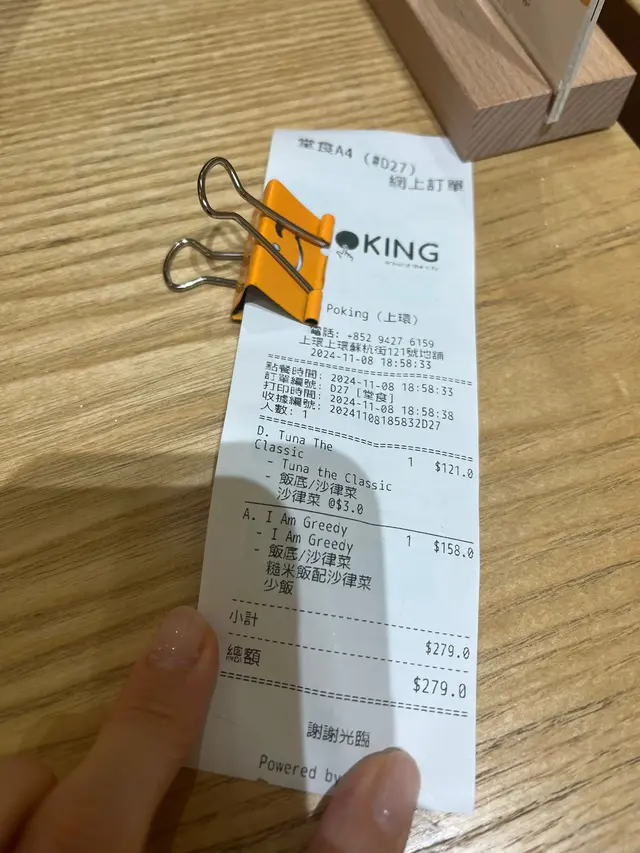 堂食A4 (#D27)
網上訂單
POKING
around the city
Poking (上環)
電話: +852 9427 6159
上環上環蘇杭街121號地舖
2024-11-08 18:58:33
點餐時間: 2024-11-08 18:58:33
訂單編號: D27 [堂食]
打印時間: 2024-11-08 18:58:38
收據編號: 20241108185832D27
人數: 1
D. Tuna The Classic 1 $121.0
- Tuna the Classic
- 飯底/沙律菜
沙律菜 @$3.0
A. I Am Greedy 1 $158.0
- I Am Greedy
- 飯底/沙律菜
糙米飯配沙律菜
少飯
小計 $279.0
總額 $279.0
謝謝光臨
Powered by